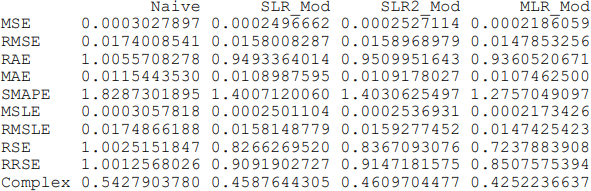 Naive SLR_Mod SLR2_Mod MLR_Mod
MSE 0.0003027897 0.0002496662 0.0002527114 0.0002186059
RMSE 0.0174008541 0.0158008287 0.0158968979 0.0147853256
RAE 1.0055708278 0.9493364014 0.9509951643 0.9360520671
MAE 0.0115443530 0.0108987595 0.0109178027 0.0107462500
SMAPE 1.8287301895 1.4007120060 1.4030625497 1.2757049097
MSLE 0.0003057818 0.0002501104 0.0002536931 0.0002173426
RMSLE 0.0174866188 0.0158148779 0.0159277452 0.0147425423
RSE 1.0025151847 0.8266269520 0.8367093076 0.7237883908
RRSE 1.0012568026 0.9091902727 0.9147181575 0.8507575394
Complex 0.5427903780 0.4587644305 0.4609704477 0.4252236637